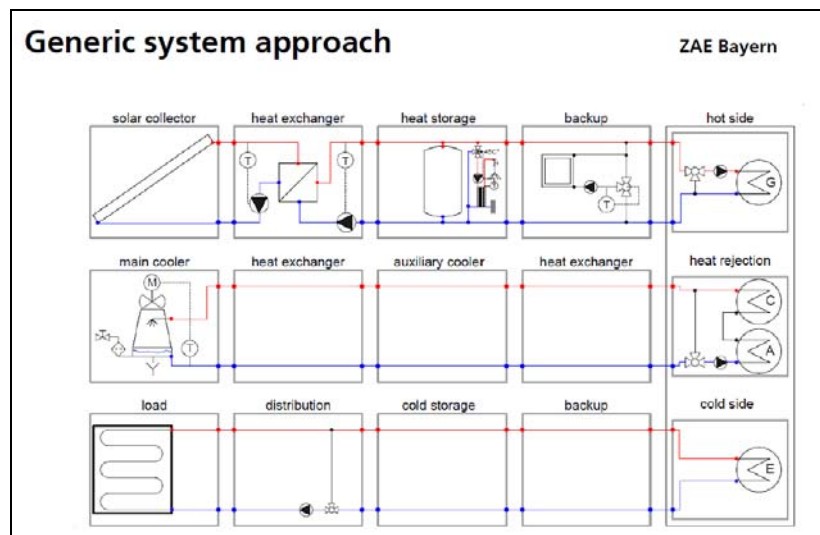 Generic system approach
ZAE Bayern
solar collector heat exchanger heat storage backup hot side
T T T G
main cooler heat exchanger auxiliary cooler heat exchanger heat rejection
M C
T A
load distribution cold storage backup cold side
E